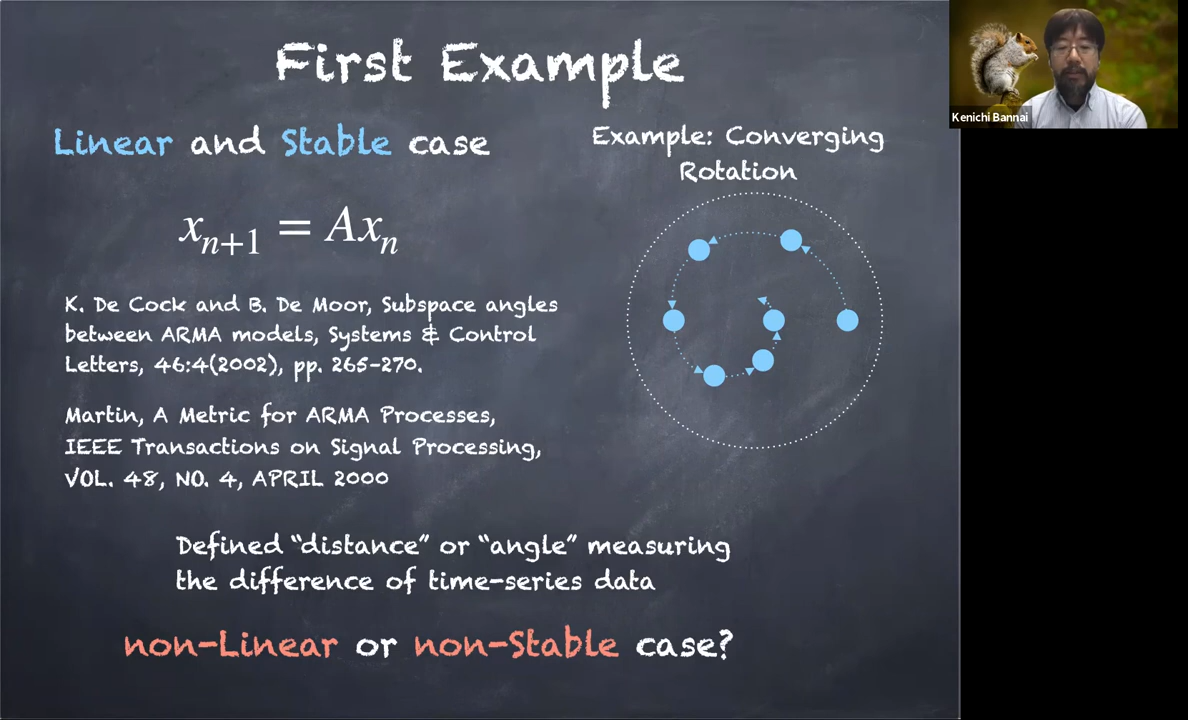 First Example
Linear and Stable case
x_{n+1} = Ax_n
K. De Cock and B. De Moor, Subspace angles
between ARMA models, Systems & Control
Letters, 46:4(2002), pp. 265-270.
Martin, A Metric for ARMA Processes,
IEEE Transactions on Signal Processing,
VOL. 48, NO. 4, APRIL 2000
Example: Converging
Rotation
Defined “distance” or “angle” measuring
the difference of time-series data
non-Linear or non-Stable case?
Kenichi Bannai